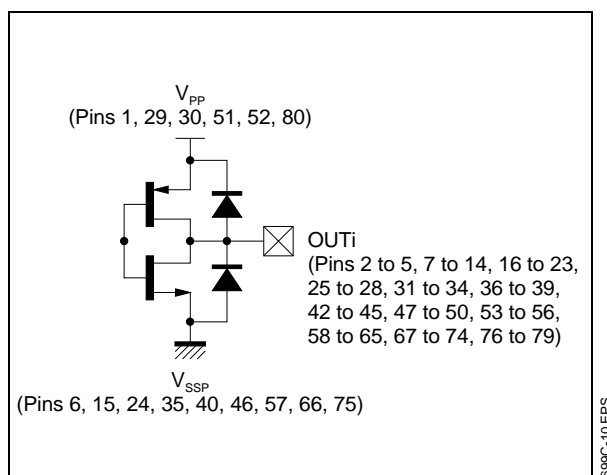 VPP
(Pins 1, 29, 30, 51, 52, 80)
OUTi
(Pins 2 to 5, 7 to 14, 16 to 23,
25 to 28, 31 to 34, 36 to 39,
42 to 45, 47 to 50, 53 to 56,
58 to 65, 67 to 74, 76 to 79)
VSSP
(Pins 6, 15, 24, 35, 40, 46, 57, 66, 75)